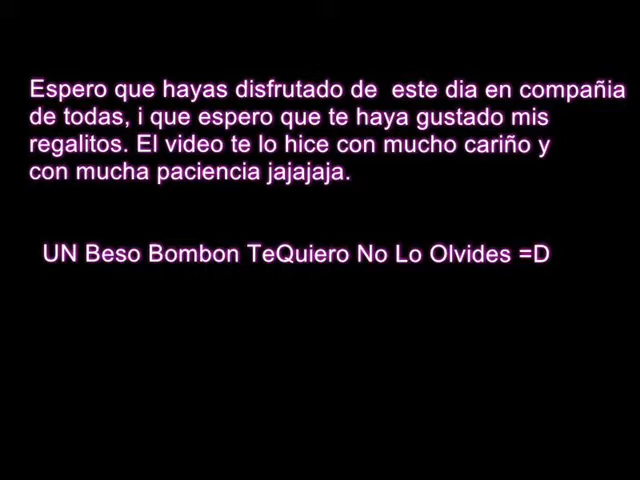 Espero que hayas disfrutado de  este dia en compañia
de todas, i que espero que te haya gustado mis
regalitos. El video te lo hice con mucho cariño y
con mucha paciencia jajajaja.
UN Beso Bombon TeQuiero No Lo Olvides =D